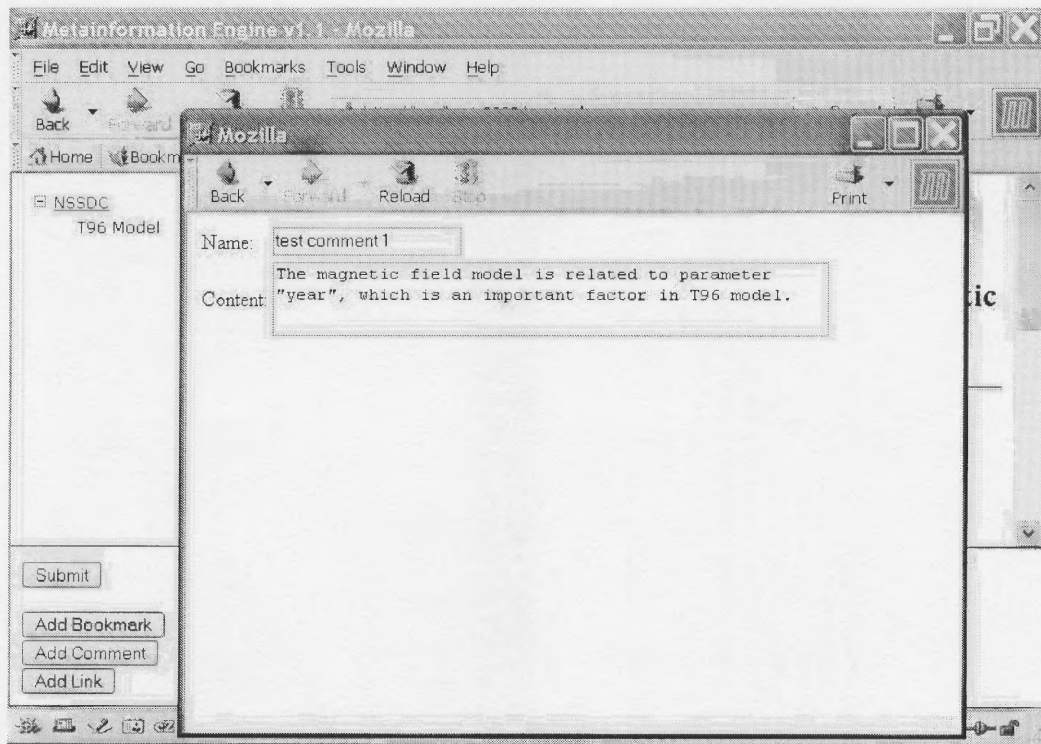 Metainformation Engine v1.1 - Mozilla
File Edit View Go Bookmarks Tools Window Help
Back Forward
Home Bookm
Mozilla
Back Forward Reload Stop Print
NSSDC
T96 Model
Name: test comment 1
Content: The magnetic field model is related to parameter
"year", which is an important factor in T96 model.
tic
Submit
Add Bookmark
Add Comment
Add Link